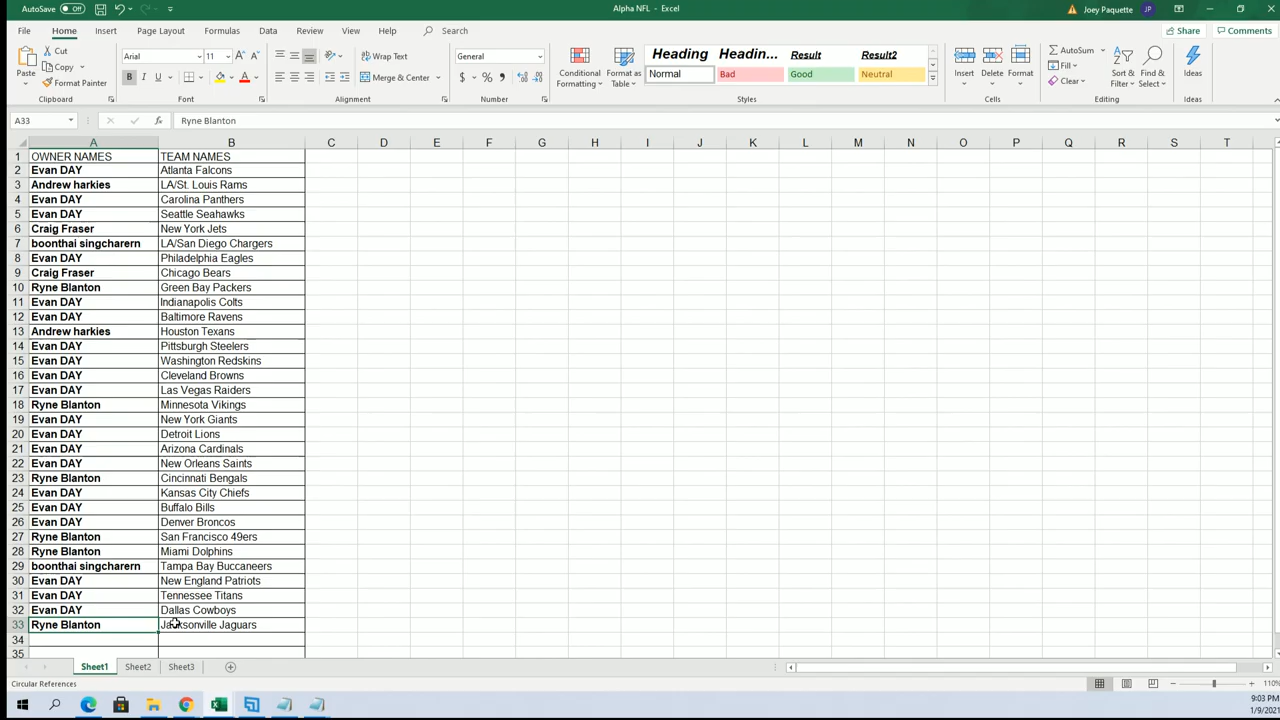 AutoSave Off Alpha NFL - Excel Joey Paquette JP
File Home Insert Page Layout Formulas Data Review View Help Search Share Comments
Paste Cut Copy Format Painter Clipboard
Arial 11 B I U A Font
Wrap Text Merge & Center Alignment
General $ % , Number
Conditional Formatting Format as Table
Heading Headin... Result Result2
Normal Bad Good Neutral
Styles
Insert Delete Format Cells
AutoSum Fill Clear Sort & Filter Find & Select Editing
Ideas Ideas
A33 Ryne Blanton
A B C D E F G H I J K L M N O P Q R S T
1 OWNER NAMES TEAM NAMES
2 Evan DAY Atlanta Falcons
3 Andrew harkies LA/St. Louis Rams
4 Evan DAY Carolina Panthers
5 Evan DAY Seattle Seahawks
6 Craig Fraser New York Jets
7 boonthai singcharern LA/San Diego Chargers
8 Evan DAY Philadelphia Eagles
9 Craig Fraser Chicago Bears
10 Ryne Blanton Green Bay Packers
11 Evan DAY Indianapolis Colts
12 Evan DAY Baltimore Ravens
13 Andrew harkies Houston Texans
14 Evan DAY Pittsburgh Steelers
15 Evan DAY Washington Redskins
16 Evan DAY Cleveland Browns
17 Evan DAY Las Vegas Raiders
18 Ryne Blanton Minnesota Vikings
19 Evan DAY New York Giants
20 Evan DAY Detroit Lions
21 Evan DAY Arizona Cardinals
22 Evan DAY New Orleans Saints
23 Ryne Blanton Cincinnati Bengals
24 Evan DAY Kansas City Chiefs
25 Evan DAY Buffalo Bills
26 Evan DAY Denver Broncos
27 Ryne Blanton San Francisco 49ers
28 Ryne Blanton Miami Dolphins
29 boonthai singcharern Tampa Bay Buccaneers
30 Evan DAY New England Patriots
31 Evan DAY Tennessee Titans
32 Evan DAY Dallas Cowboys
33 Ryne Blanton Jacksonville Jaguars
34
35
Sheet1 Sheet2 Sheet3
Circular References 110%
9:03 PM
1/9/2021